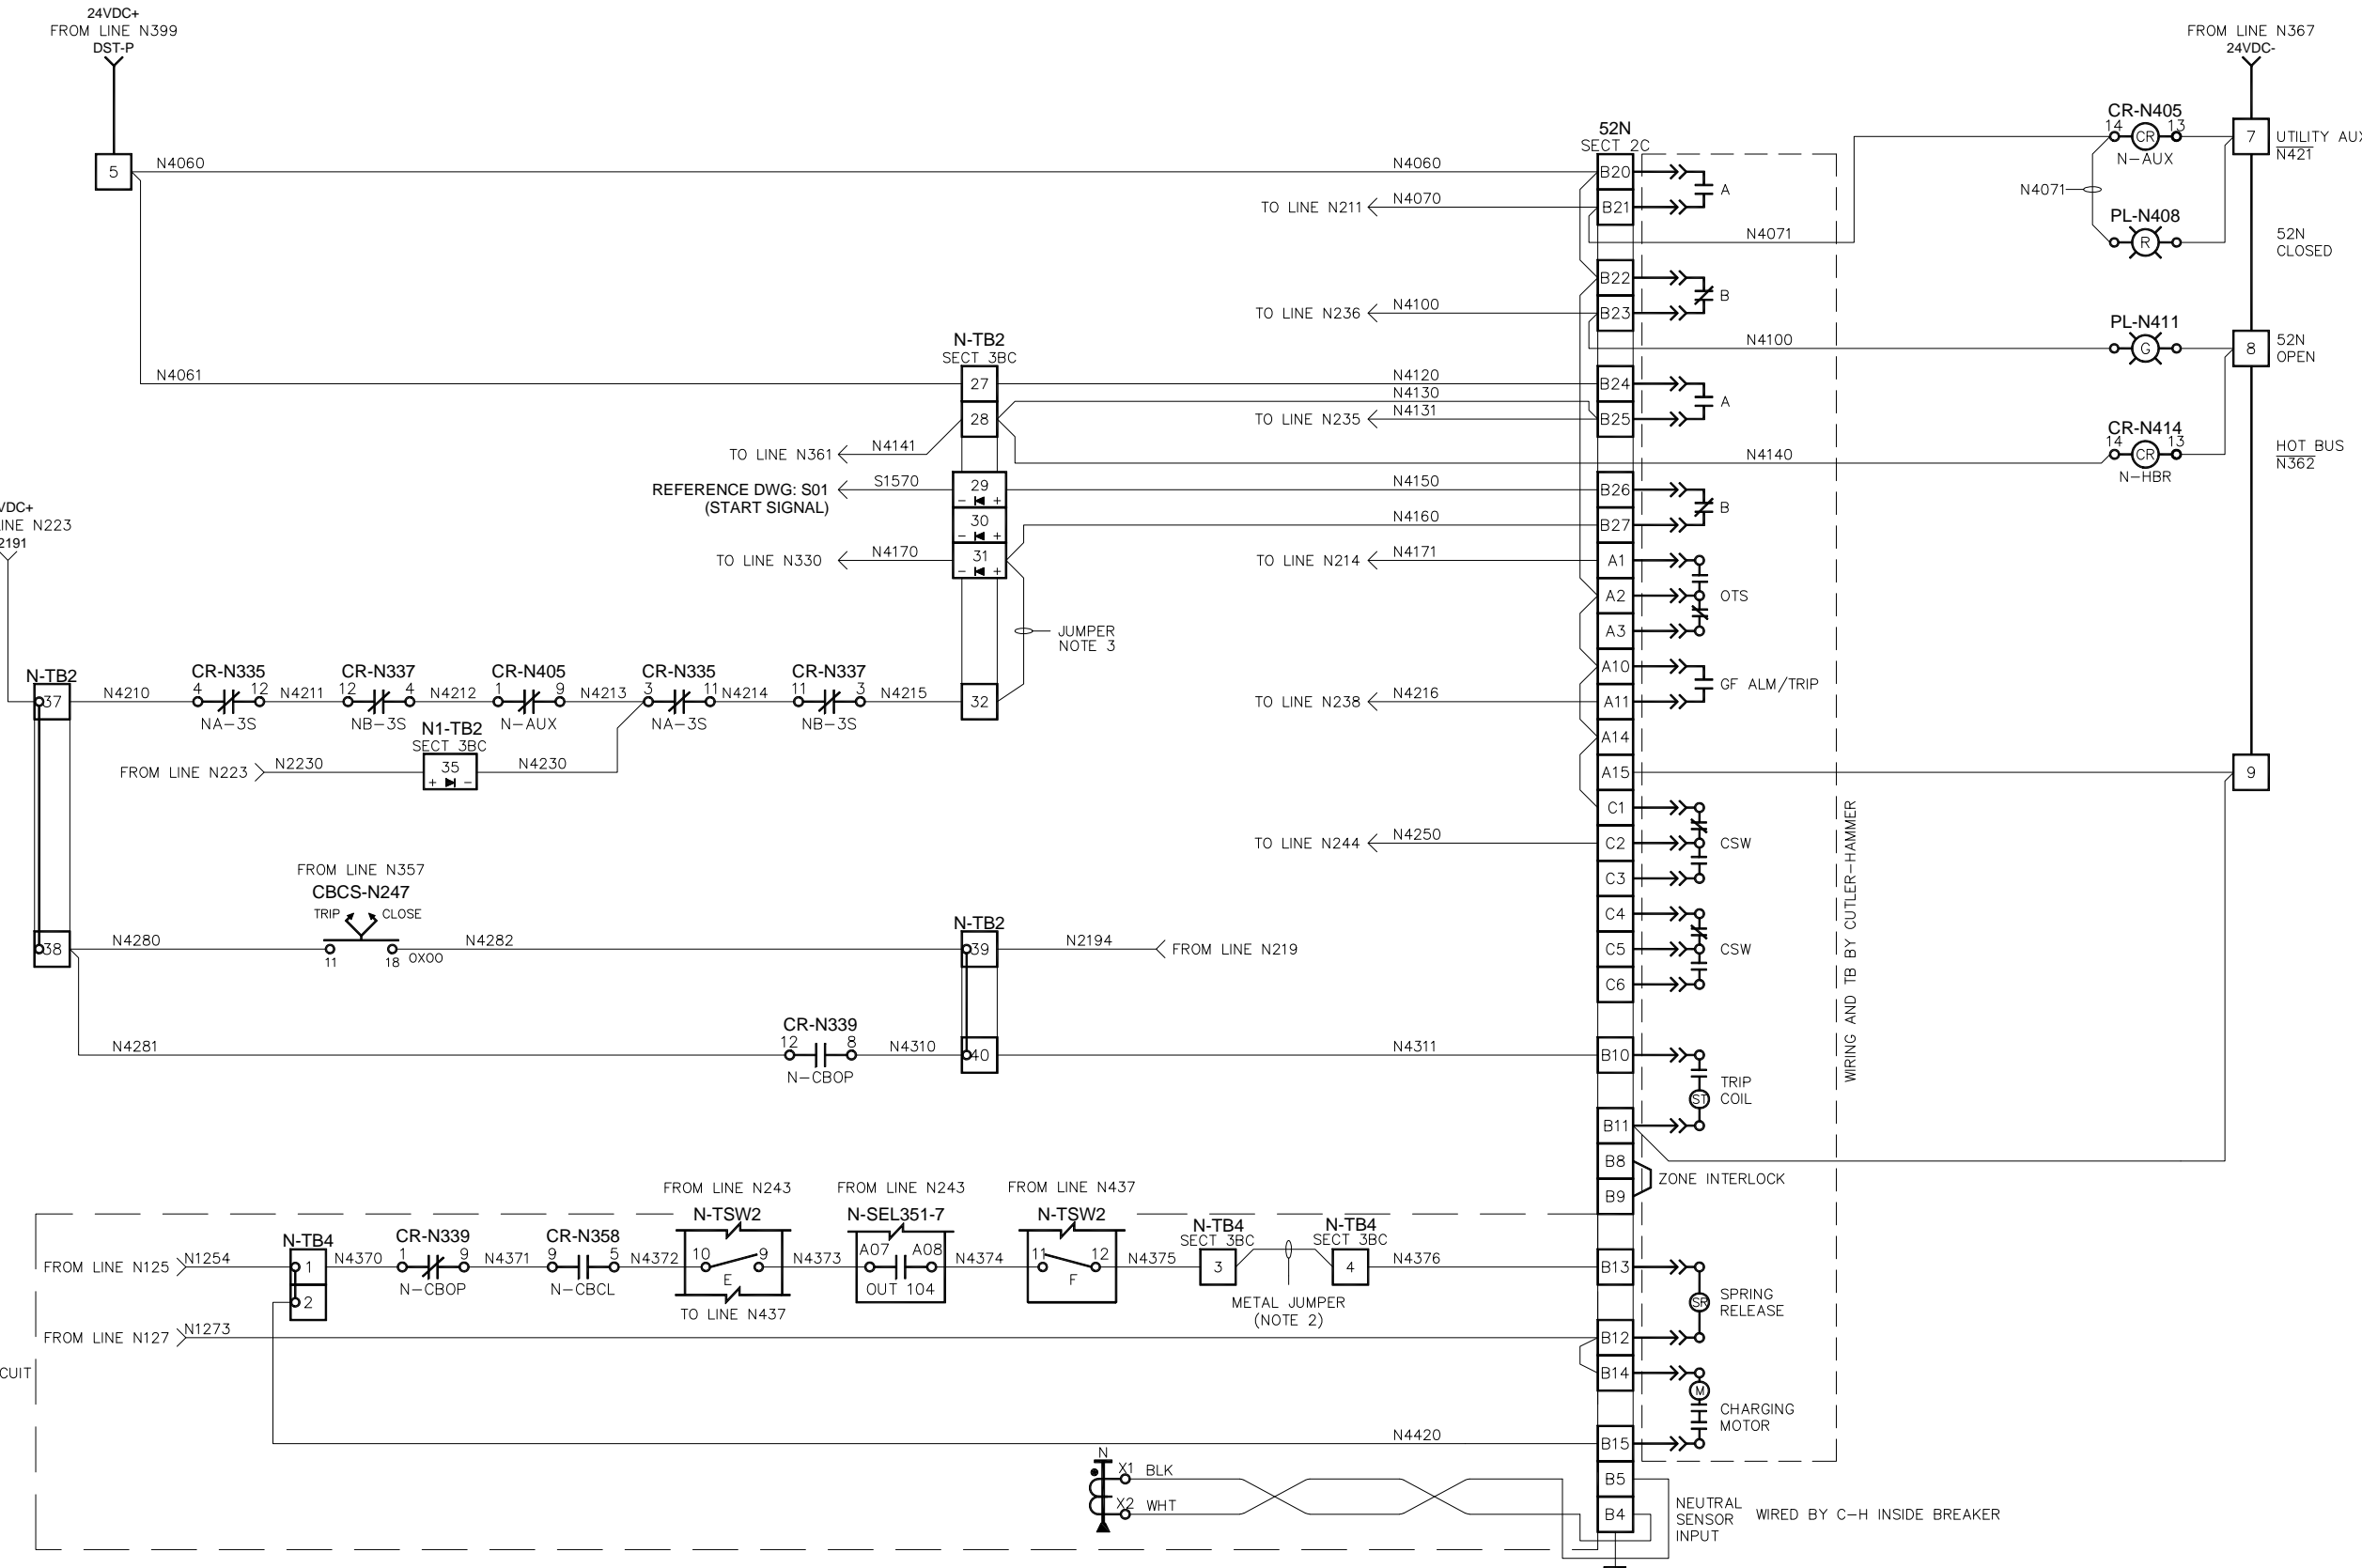 24VDC+
FROM LINE N399
DST-P
FROM LINE N367
24VDC-
5
N4060
N4060
52N
SECT 2C
B20
A
CR-N405
14
CR
13
N-AUX
7
UTILITY
N421
N4071
TO LINE N211
N4070
B21
PL-N408
R
N4071
52N
CLOSED
B22
B
TO LINE N236
N4100
B23
N4100
PL-N411
G
8
52N
OPEN
N-TB2
SECT 3BC
N4061
27
N4120
B24
A
N4130
28
TO LINE N235
N4131
B25
TO LINE N361
N4141
N4140
CR-N414
14
CR
13
N-HBR
HOT BUS
N362
REFERENCE DWG: S01
(START SIGNAL)
S1570
29
- +
N4150
B26
B
30
- +
N4160
B27
TO LINE N330
N4170
31
- +
TO LINE N214
N4171
A1
A2
OTS
A3
JUMPER
NOTE 3
VDC+
INE N223
2191
N-TB2
37
N4210
CR-N335
4
12
NA-3S
N4211
CR-N337
12
4
NB-3S
N4212
CR-N405
1
9
N-AUX
N4213
CR-N335
3
11
NA-3S
N4214
CR-N337
11
3
NB-3S
N4215
32
A10
GF ALM/TRIP
TO LINE N238
N4216
A11
A14
N1-TB2
SECT 3BC
FROM LINE N223
N2230
35
+ -
N4230
A15
9
C1
TO LINE N244
N4250
C2
CSW
C3
WIRING AND TB BY CUTLER-HAMMER
FROM LINE N357
CBCS-N247
TRIP
CLOSE
38
N4280
11
18
0X00
N4282
N-TB2
39
N2194
FROM LINE N219
C4
C5
CSW
C6
N4281
CR-N339
12
8
N-CBOP
N4310
40
N4311
B10
TRIP
COIL
ST
B11
B8
ZONE INTERLOCK
B9
FROM LINE N243
FROM LINE N243
FROM LINE N437
FROM LINE N125
N1254
N-TB4
1
2
N4370
CR-N339
1
9
N-CBOP
N4371
CR-N358
9
5
N-CBCL
N4372
N-TSW2
10
9
E
TO LINE N437
N4373
N-SEL351-7
A07
A08
OUT 104
N4374
N-TSW2
11
12
F
N4375
N-TB4
SECT 3BC
3
N-TB4
SECT 3BC
4
METAL JUMPER
(NOTE 2)
N4376
B13
SR
SPRING
RELEASE
FROM LINE N127
N1273
B12
CUIT
B14
M
CHARGING
MOTOR
N4420
B15
N
X1
BLK
B5
X2
WHT
B4
NEUTRAL
SENSOR
INPUT
WIRED BY C-H INSIDE BREAKER